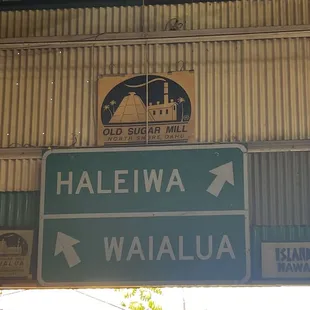 OLD SUGAR MILL
NORTH SHORE OAHU
HALEIWA
WAIALUA
ISLAN
HAWA